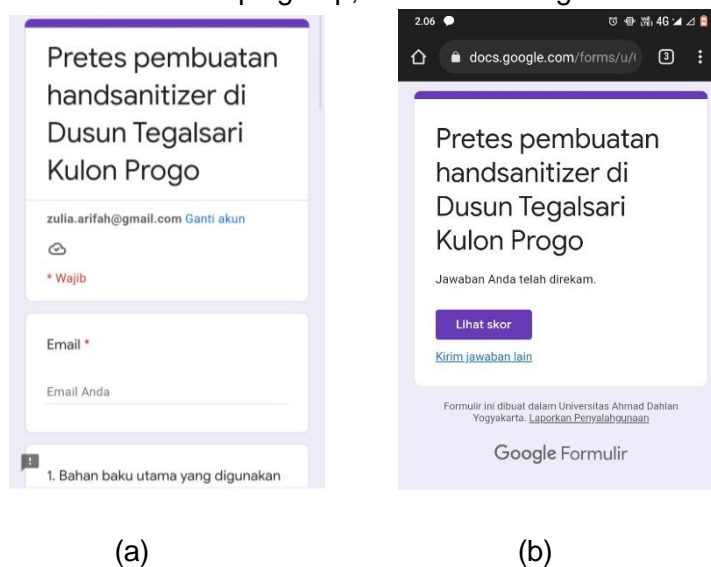 Pretes pembuatan
handsanitizer di
Dusun Tegalsari
Kulon Progo
zulia.arifah@gmail.com Ganti akun
* Wajib
Email *
Email Anda
1. Bahan baku utama yang digunakan
(a)
2.06
4G
docs.google.com/forms/u/
3
Pretes pembuatan
handsanitizer di
Dusun Tegalsari
Kulon Progo
Jawaban Anda telah direkam.
Lihat skor
Kirim jawaban lain
Formulir ini dibuat dalam Universitas Ahmad Dahlan
Yogyakarta. Laporkan Penyalahgunaan
Google Formulir
(b)